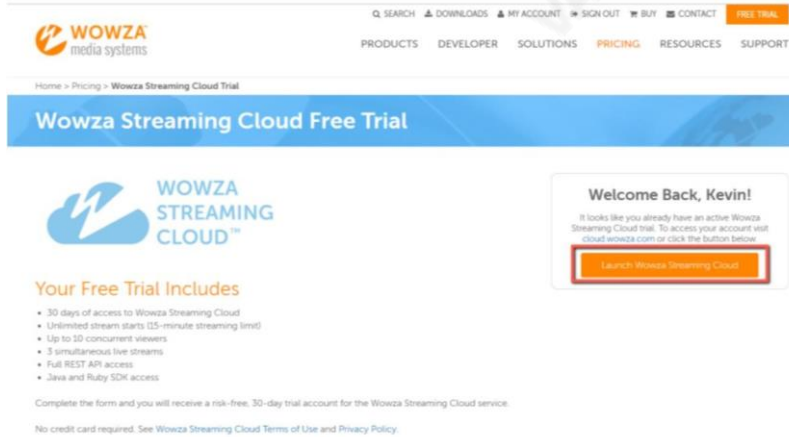 SEARCH DOWNLOADS MY ACCOUNT SIGN OUT BUY CONTACT FREE TRIAL
WOWZA
media systems
PRODUCTS DEVELOPER SOLUTIONS PRICING RESOURCES SUPPORT
Home > Pricing > Wowza Streaming Cloud Trial
Wowza Streaming Cloud Free Trial
WOWZA
STREAMING
CLOUD™
Welcome Back, Kevin!
It looks like you already have an active Wowza
Streaming Cloud trial. To access your account visit
cloud.wowza.com or click the button below.
Launch Wowza Streaming Cloud
Your Free Trial Includes
• 30 days of access to Wowza Streaming Cloud
• Unlimited stream starts (15-minute streaming limit)
• Up to 10 concurrent viewers
• 3 simultaneous live streams
• Full REST API access
• Java and Ruby SDK access
Complete the form and you will receive a risk-free, 30-day trial account for the Wowza Streaming Cloud service.
No credit card required. See Wowza Streaming Cloud Terms of Use and Privacy Policy.